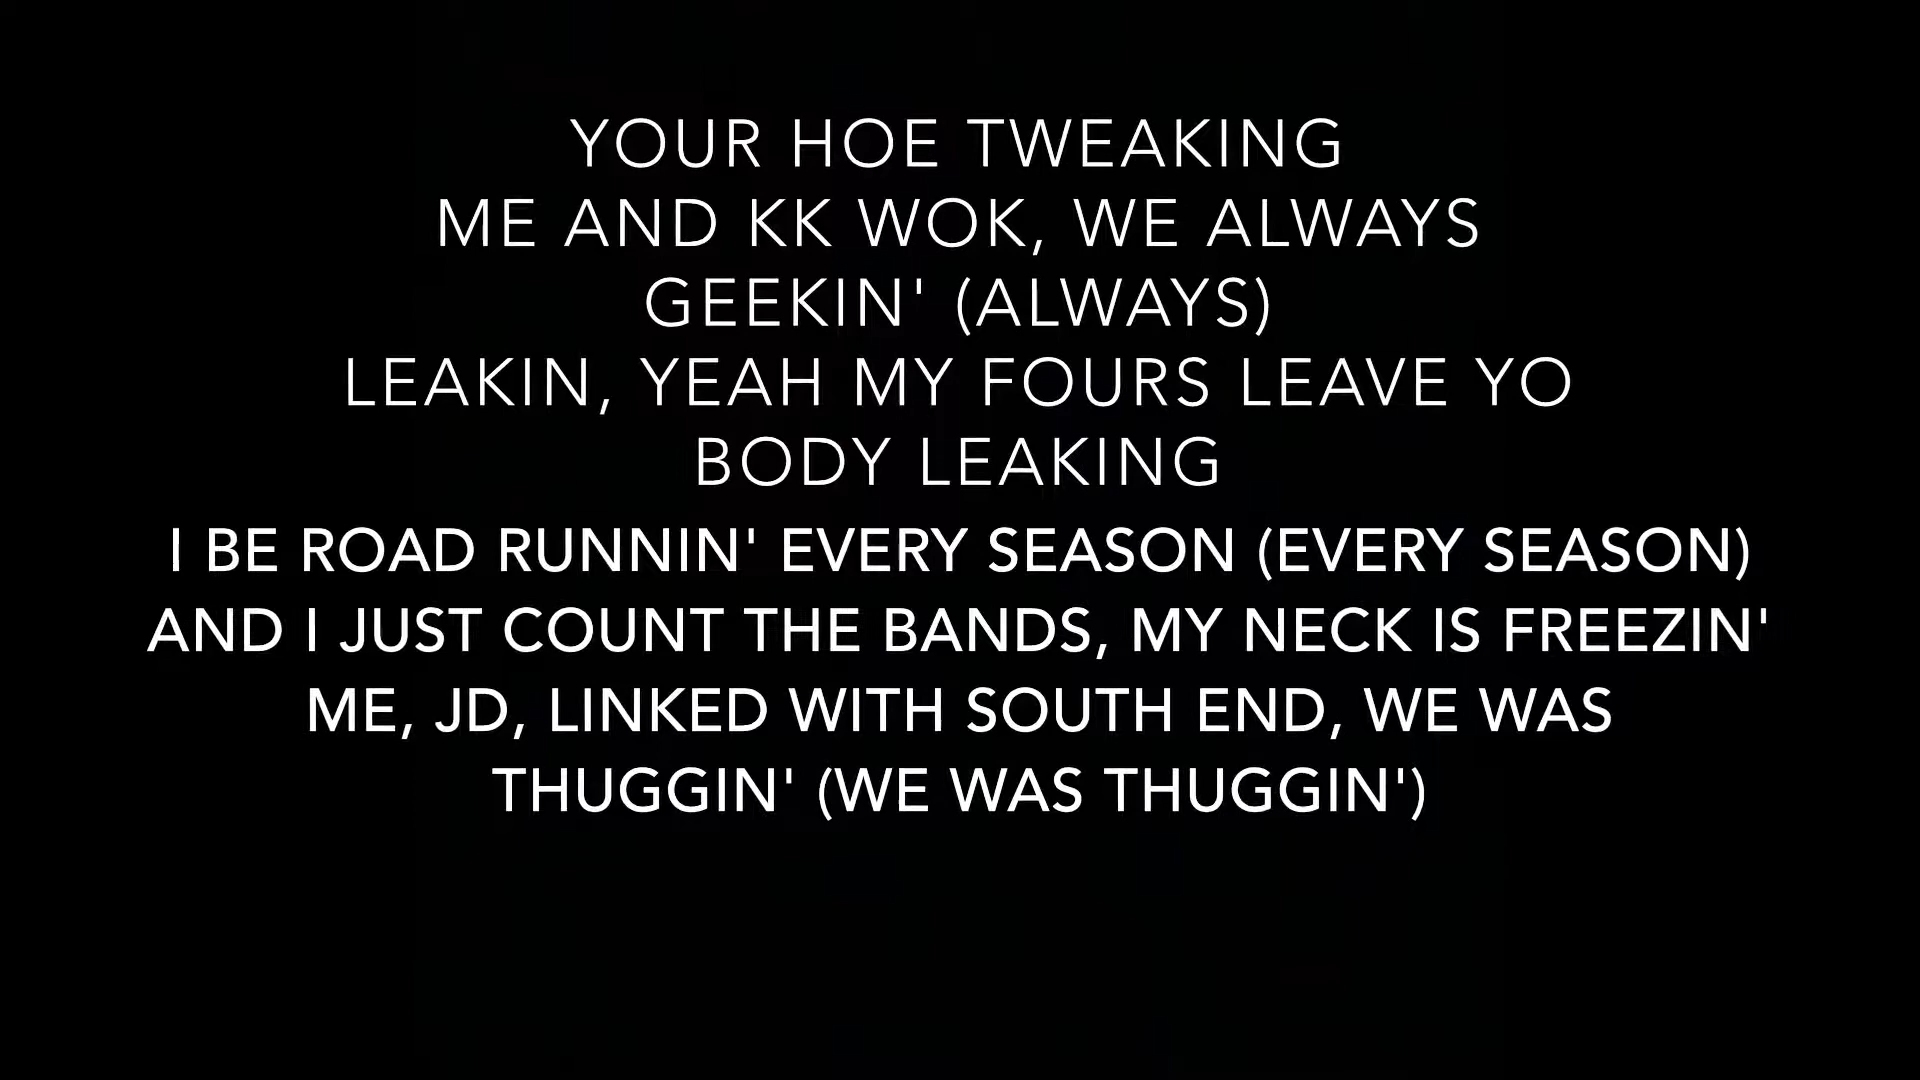 YOUR HOE TWEAKING
ME AND KK WOK, WE ALWAYS
GEEKIN' (ALWAYS)
LEAKIN, YEAH MY FOURS LEAVE YO
BODY LEAKING
I BE ROAD RUNNIN' EVERY SEASON (EVERY SEASON)
AND I JUST COUNT THE BANDS, MY NECK IS FREEZIN'
ME, JD, LINKED WITH SOUTH END, WE WAS
THUGGIN' (WE WAS THUGGIN')